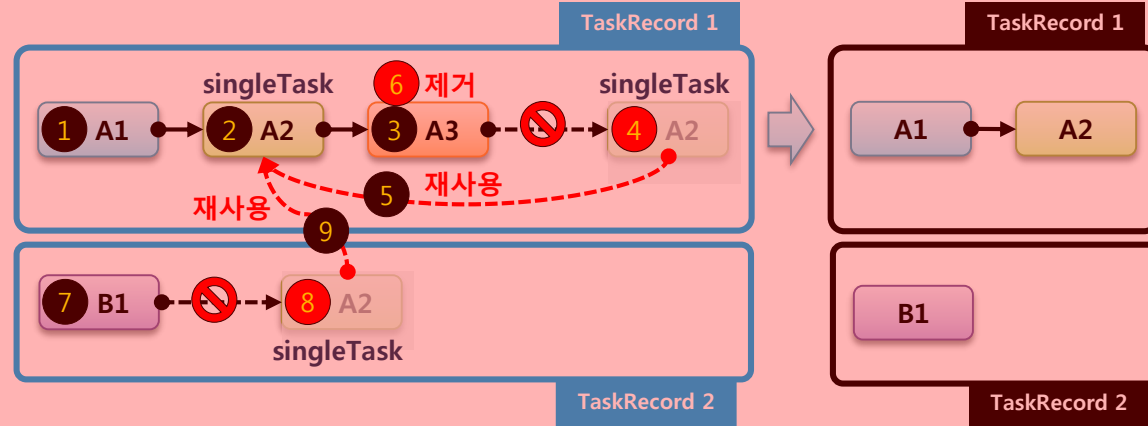 TaskRecord 1
singleTask
6 제거
singleTask
1 A1
2 A2
3 A3
4 A2
5 재사용
재사용
9
7 B1
8 A2
singleTask
TaskRecord 2
TaskRecord 1
A1
A2
B1
TaskRecord 2